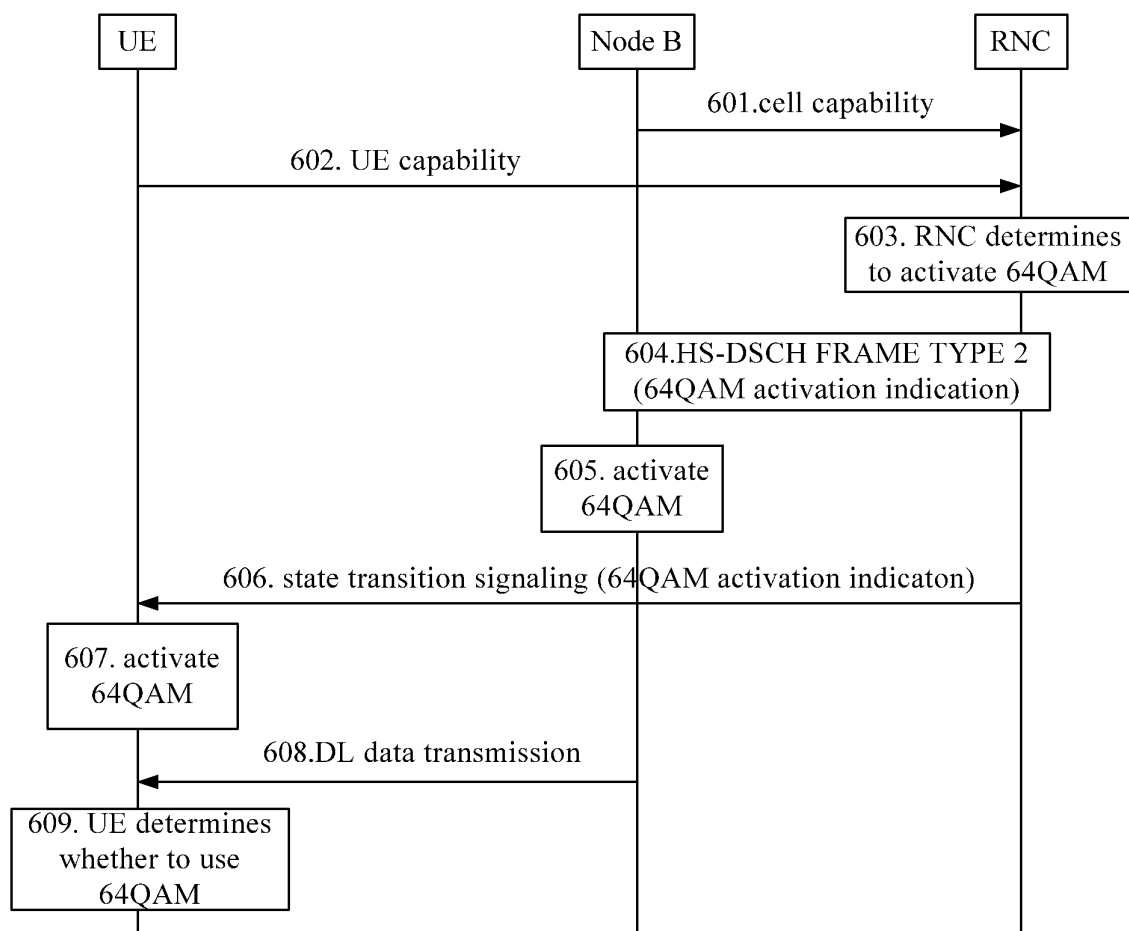 UE
Node B
RNC
601.cell capability
602. UE capability
603. RNC determines
to activate 64QAM
604.HS-DSCH FRAME TYPE 2
(64QAM activation indication)
605. activate
64QAM
606. state transition signaling (64QAM activation indicaton)
607. activate
64QAM
608.DL data transmission
609. UE determines
whether to use
64QAM